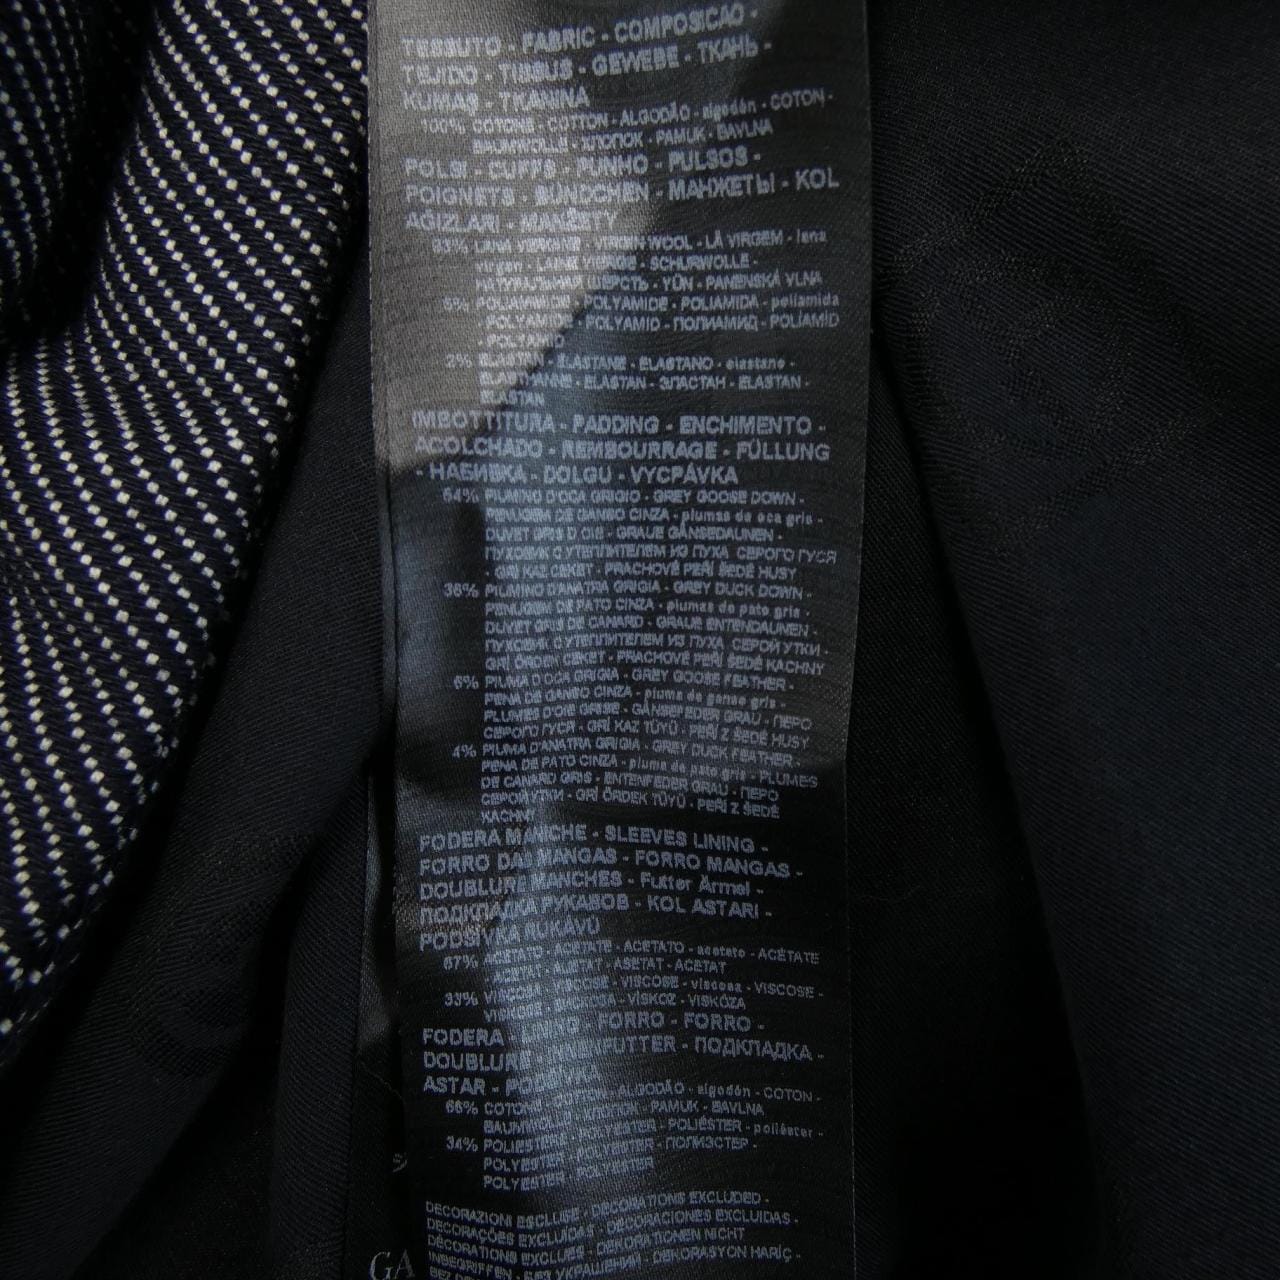 TESSUTO - FABRIC - COMPOSICAO -
TEJIDO - TISSUS - GEWEBE - ТКАНЬ -
KUMAŞ - TKANINA
100% COTONE - COTTON - ALGODÃO - algodón - COTON -
BAUMWOLLE - ХЛОПОК - PAMUK - BAVLNA
POLSI - CUFFS - PUNHO - PULSOS -
POIGNETS - BÜNDCHEN - МАНЖЕТЫ - KOL
AĞIZLARI - MANŽETY
LANA VERGINE - VIRGIN WOOL - LÃ VIRGEM - lana
virgen - LAINE VIERGE - SCHURWOLLE -
НАТУРАЛЬНАЯ ШЕРСТЬ - YÜN - PANENSKÁ VLNA
POLIAMMIDE - POLYAMIDE - POLIAMIDA - poliamida
POLYAMIDE - POLYAMID - ПОЛИАМИД - POLİAMİD
- POLYAMID
2% ELASTAN - ELASTANE - ELASTANO - elastano -
ELASTHANNE - ELASTAN - ЭЛАСТАН - ELASTAN -
ELASTAN
IMBOTTITURA - PADDING - ENCHIMENTO -
ACOLCHADO - REMBOURRAGE - FÜLLUNG
- НАБИВКА - DOLGU - VYCPÁVKA
PIUMINO D'OCA GRIGIO - GREY GOOSE DOWN -
PENUGEM DE GANSO CINZA - plumas de oca gris -
DUVET GRIS D'OIE - GRAUE GÄNSEDAUNEN -
ПУХОВИК С УТЕПЛИТЕЛЕМ ИЗ ПУХА СЕРОГО ГУСЯ
- GRİ KAZ CEKET - PRACHOVÉ PEŘÍ ŠEDÉ HUSY
36% PIUMINO D'ANATRA GRIGIA - GREY DUCK DOWN -
PENUGEM DE PATO CINZA - plumas de pato gris -
DUVET GRIS DE CANARD - GRAUE ENTENDAUNEN -
ПУХОВИК С УТЕПЛИТЕЛЕМ ИЗ ПУХА СЕРОЙ УТКИ -
GRİ ÖRDEK CEKET - PRACHOVÉ PEŘÍ ŠEDÉ KACHNY
6% PIUMA D'OCA GRIGIA - GREY GOOSE FEATHER -
PENA DE GANSO CINZA - pluma de ganso gris -
PLUMES D'OIE GRISE - GÄNSEFEDER GRAU - ПЕРО
СЕРОГО ГУСЯ - GRİ KAZ TÜYÜ - PEŘÍ Z ŠEDÉ HUSY
4% PIUMA D'ANATRA GRIGIA - GREY DUCK FEATHER -
PENA DE PATO CINZA - pluma de pato gris - PLUMES
DE CANARD GRIS - ENTENFEDER GRAU - ПЕРО
СЕРОЙ УТКИ - GRİ ÖRDEK TÜYÜ - PEŘÍ Z ŠEDÉ
KACHNY
FODERA MANICHE - SLEEVES LINING -
FORRO DAS MANGAS - FORRO MANGAS -
DOUBLURE MANCHES - Futter Ärmel -
ПОДКЛАДКА РУКАВОВ - KOL ASTARI -
PODŠÍVKA RUKÁVŮ
67% ACETATO - ACETATE - ACETATO - acetato - ACÉTATE
ACETAT - АЦЕТАТ - ASETAT - ACETAT
33% VISCOSA - VISCOSE - VISCOSE - viscosa - VISCOSE -
VISKOSE - ВИСКОЗА - VİSKOZ - VISKÓZA
FODERA - LINING - FORRO - FORRO -
DOUBLURE - INNENFUTTER - ПОДКЛАДКА -
ASTAR - PODŠÍVKA
66% COTONE - COTTON - ALGODÃO - algodón - COTON -
BAUMWOLLE - ХЛОПОК - PAMUK - BAVLNA
34% POLIESTERE - POLYESTER - POLIÉSTER - poliéster -
POLYESTER - POLYESTER - ПОЛИЭСТЕР -
POLYESTER - POLYESTER
DECORAZIONI ESCLUSE - DECORATIONS EXCLUDED -
DECORAÇÕES EXCLUÍDAS - DECORACIONES EXCLUIDAS -
DÉCORATIONS EXCLUES - DEKORATIONEN NICHT
INBEGRIFFEN - БЕЗ УКРАШЕНИЙ - DEKORASYON HARİÇ -
GA